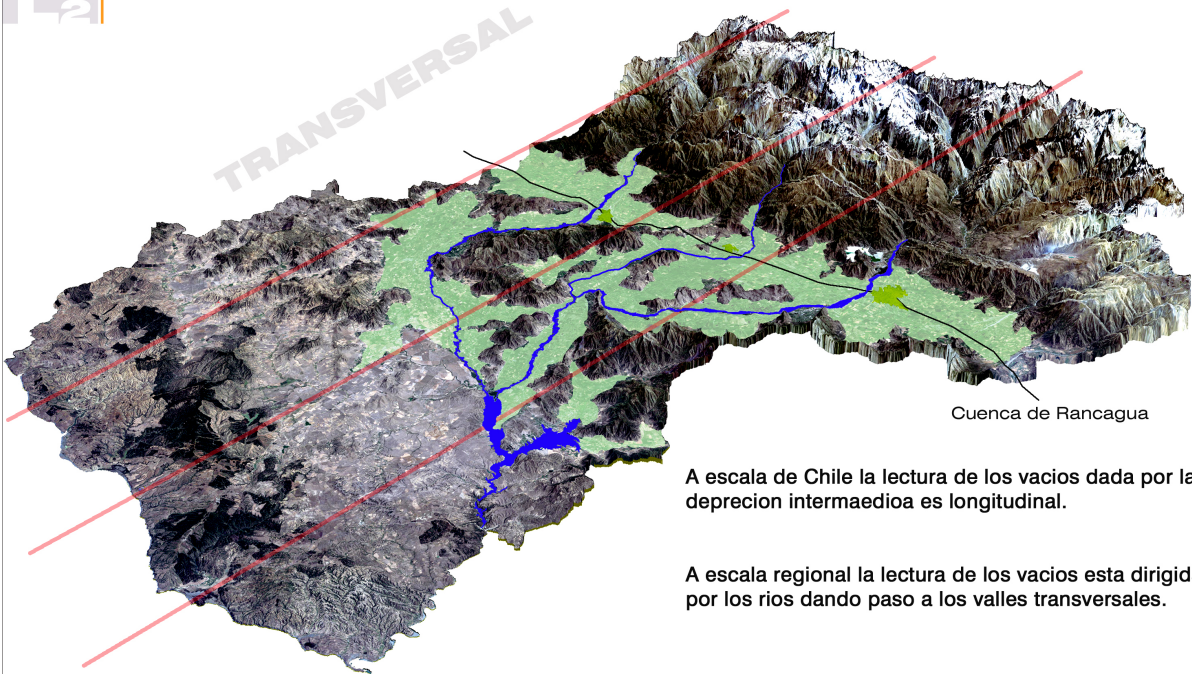 L2
TRANSVERSAL
Cuenca de Rancagua
A escala de Chile la lectura de los vacios dada por la
deprecion intermaedioa es longitudinal.
A escala regional la lectura de los vacios esta dirigid
por los rios dando paso a los valles transversales.